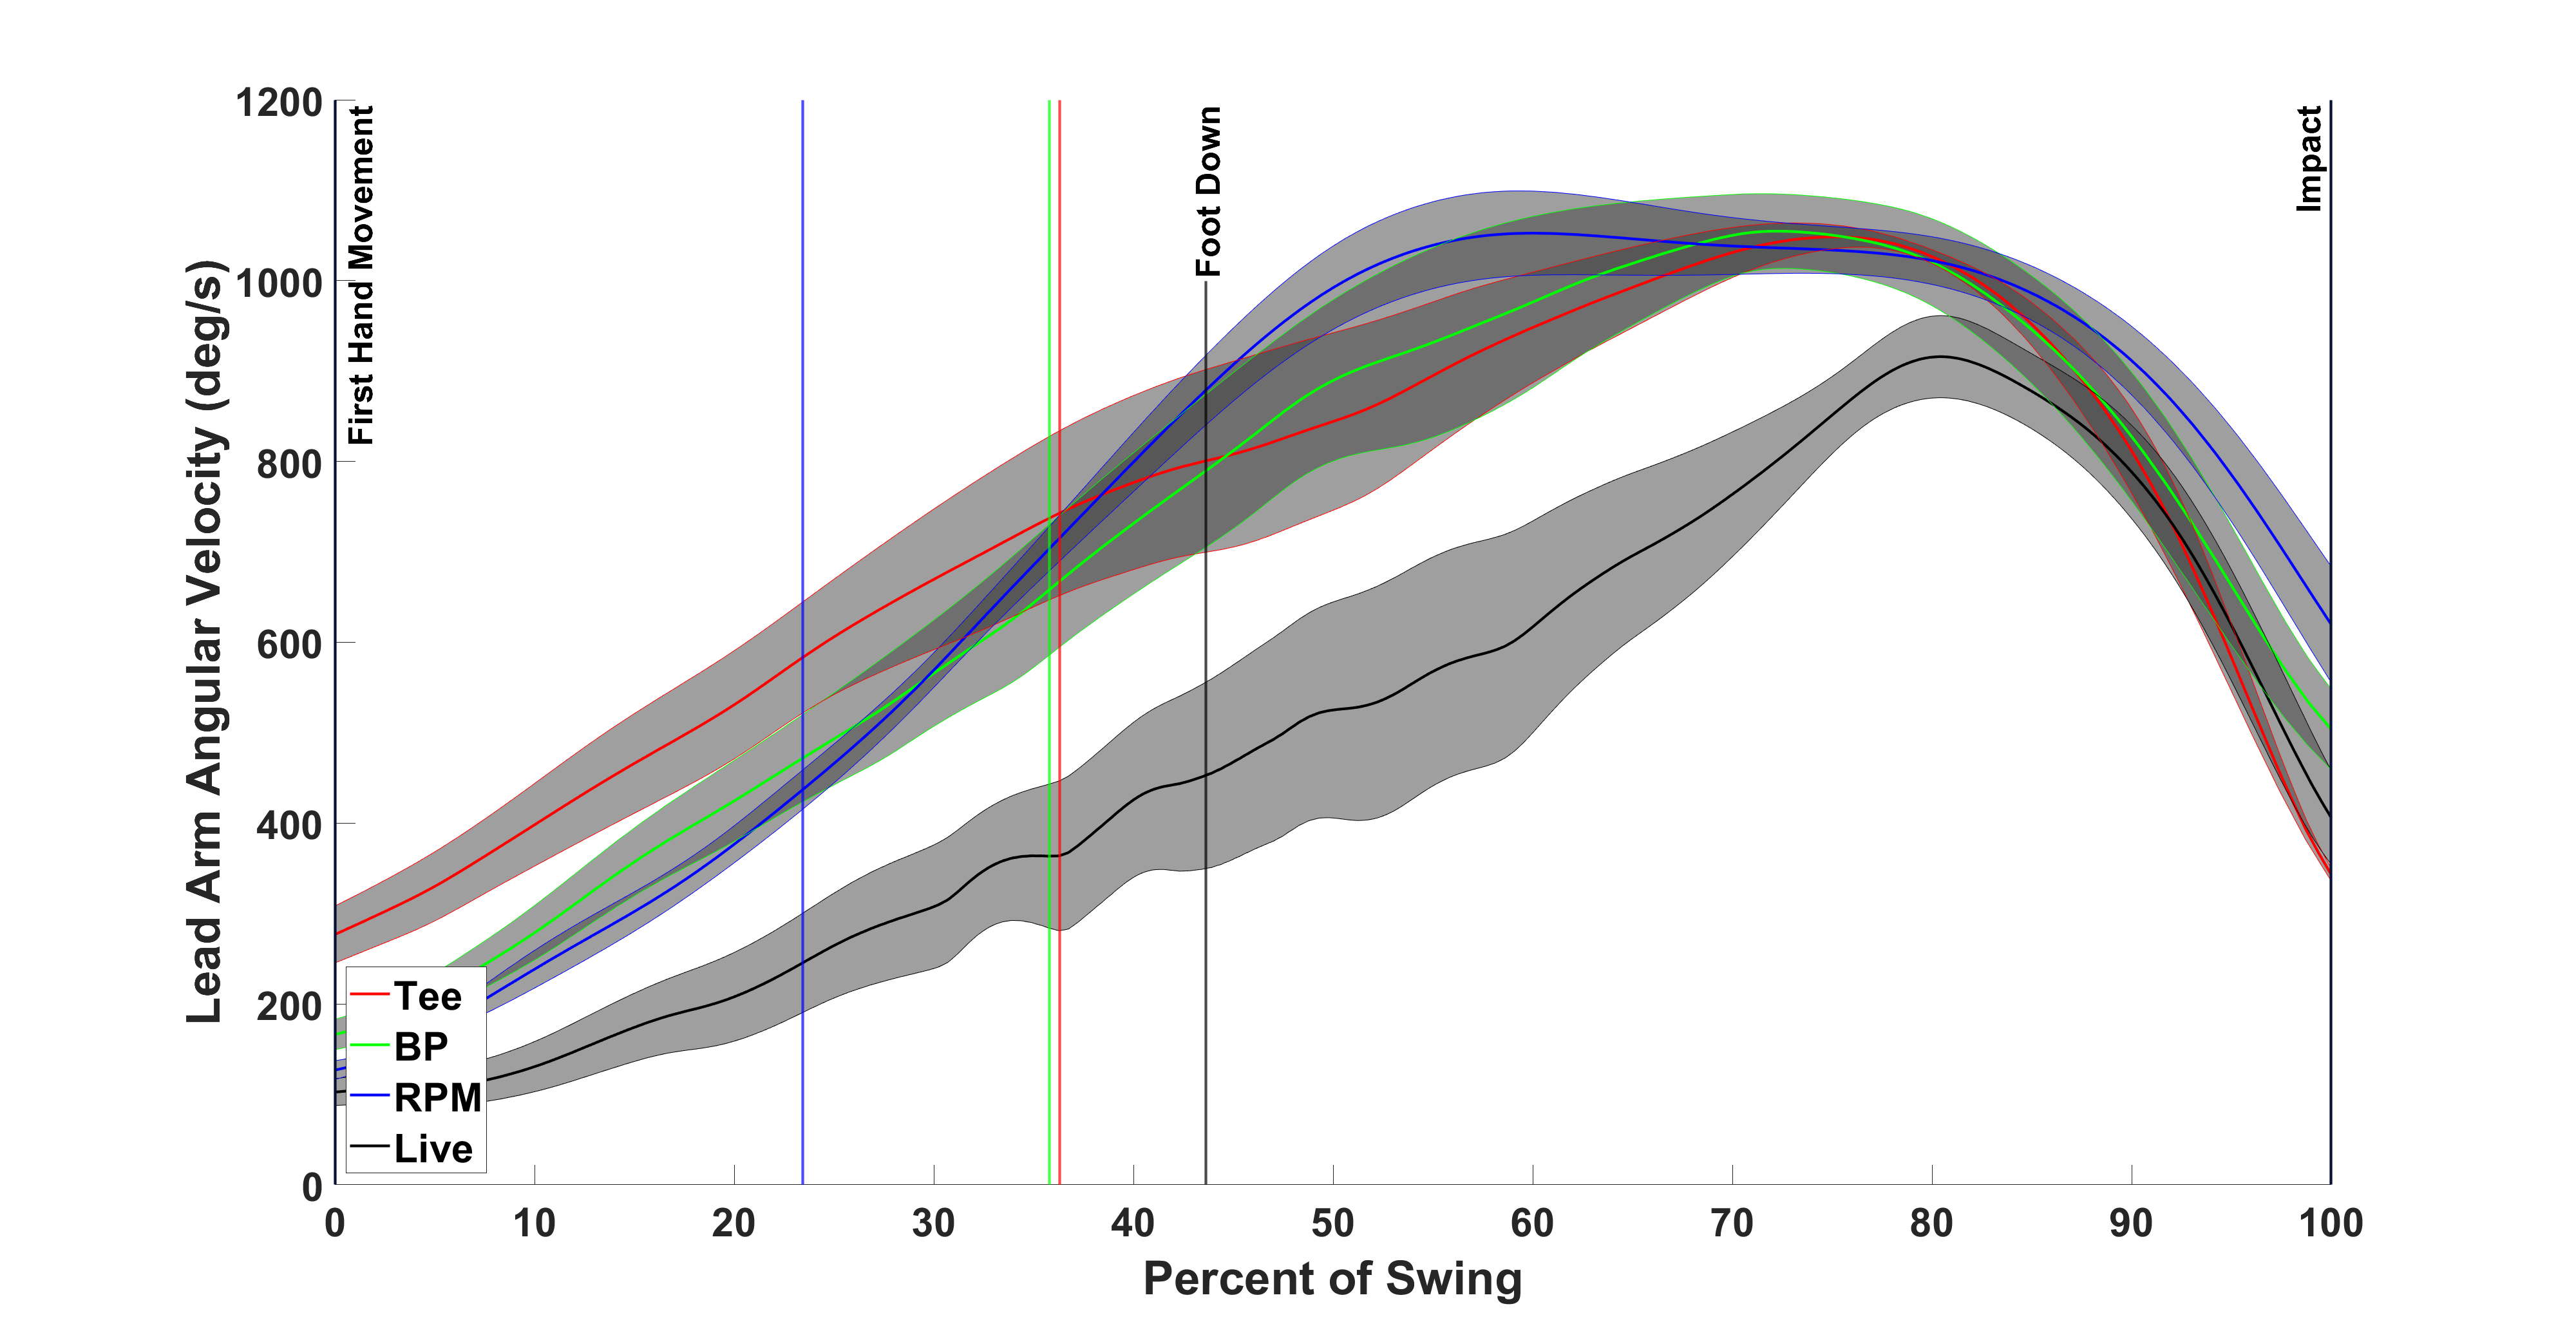 Lead Arm Angular Velocity (deg/s)
1200
1000
800
600
400
200
0
First Hand Movement
Foot Down
Impact
Tee
BP
RPM
Live
0 10 20 30 40 50 60 70 80 90 100
Percent of Swing